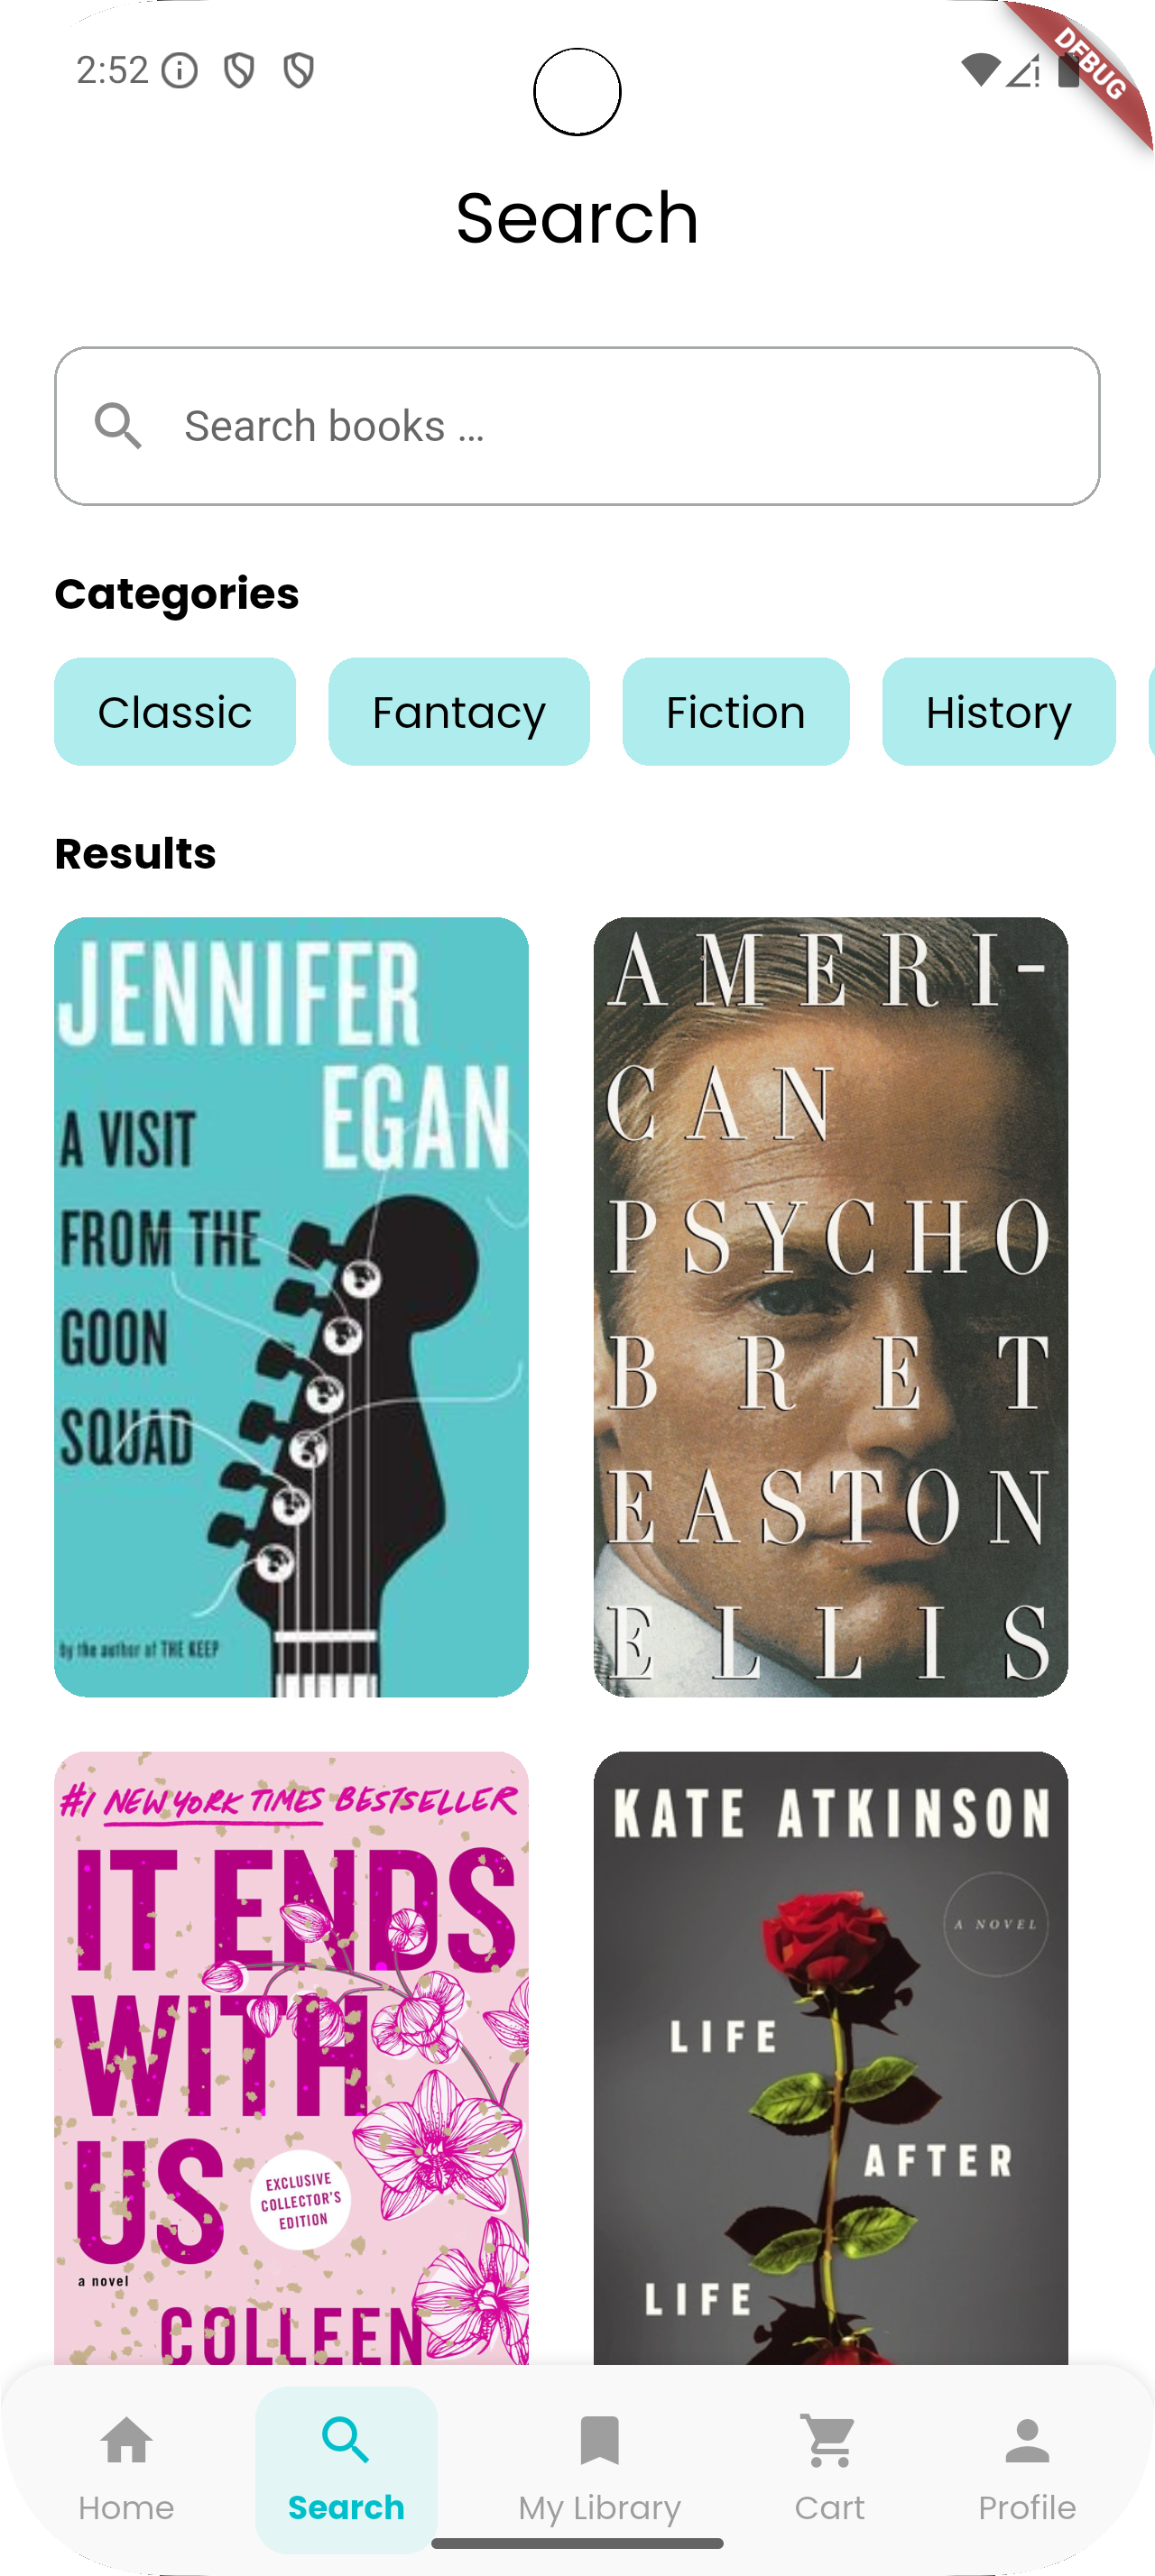 2:52
DEBUG
Search
Search books ...
Categories
Classic Fantacy Fiction History
Results
JENNIFER
EGAN
A VISIT
FROM THE
GOON
SQUAD
by the author of THE KEEP
AMERI-
CAN
PSYCHO
BRET
EASTON
ELLIS
#1 NEW YORK TIMES BESTSELLER
IT ENDS
WITH
US
EXCLUSIVE
COLLECTOR'S
EDITION
a novel
COLLEEN
KATE ATKINSON
A NOVEL
LIFE
AFTER
LIFE
Home Search My Library Cart Profile